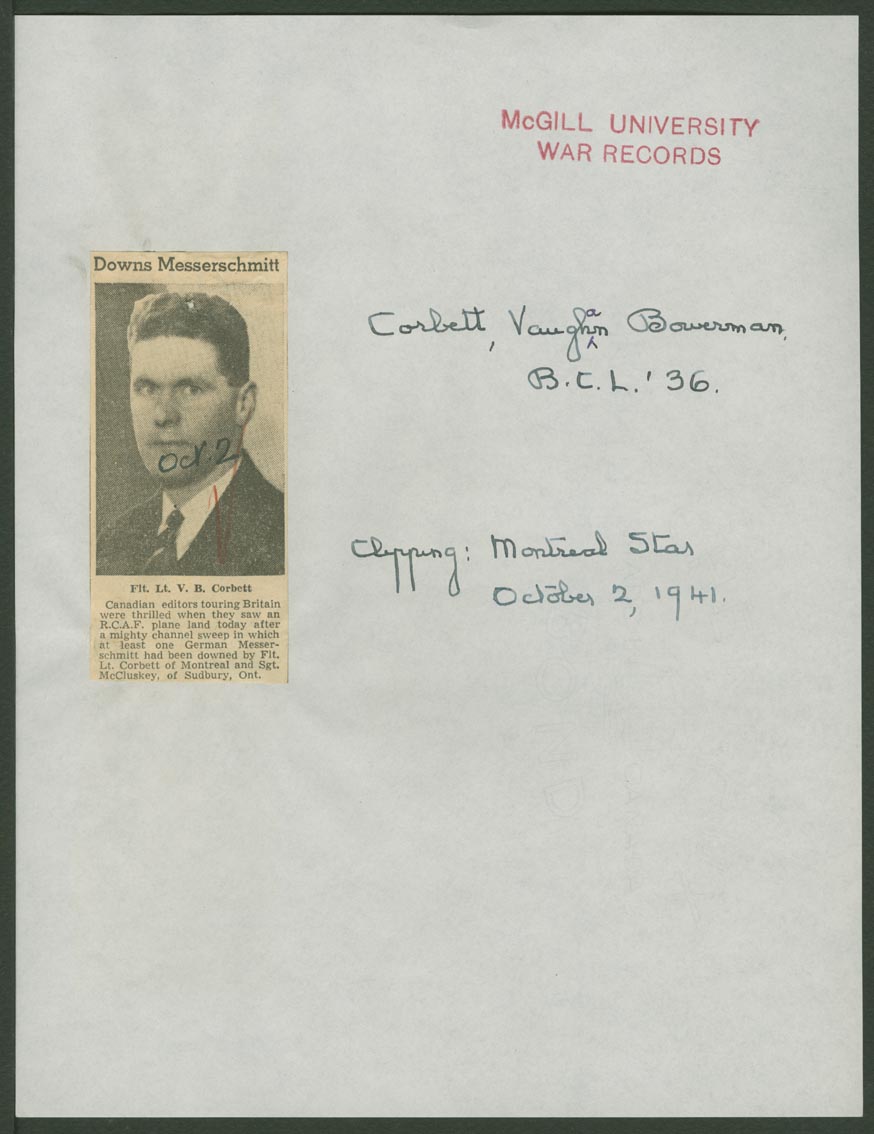 McGILL UNIVERSITY
WAR RECORDS
Downs Messerschmitt
Oct. 2
Flt. Lt. V. B. Corbett
Canadian editors touring Britain
were thrilled when they saw an
R.C.A.F. plane land today after
a mighty channel sweep in which
at least one German Messer-
schmitt had been downed by Flt.
Lt. Corbett of Montreal and Sgt.
McCluskey, of Sudbury, Ont.
Corbett, Vaughan Bowerman,
B.C.L. '36.
Clipping: Montreal Star
October 2, 1941.